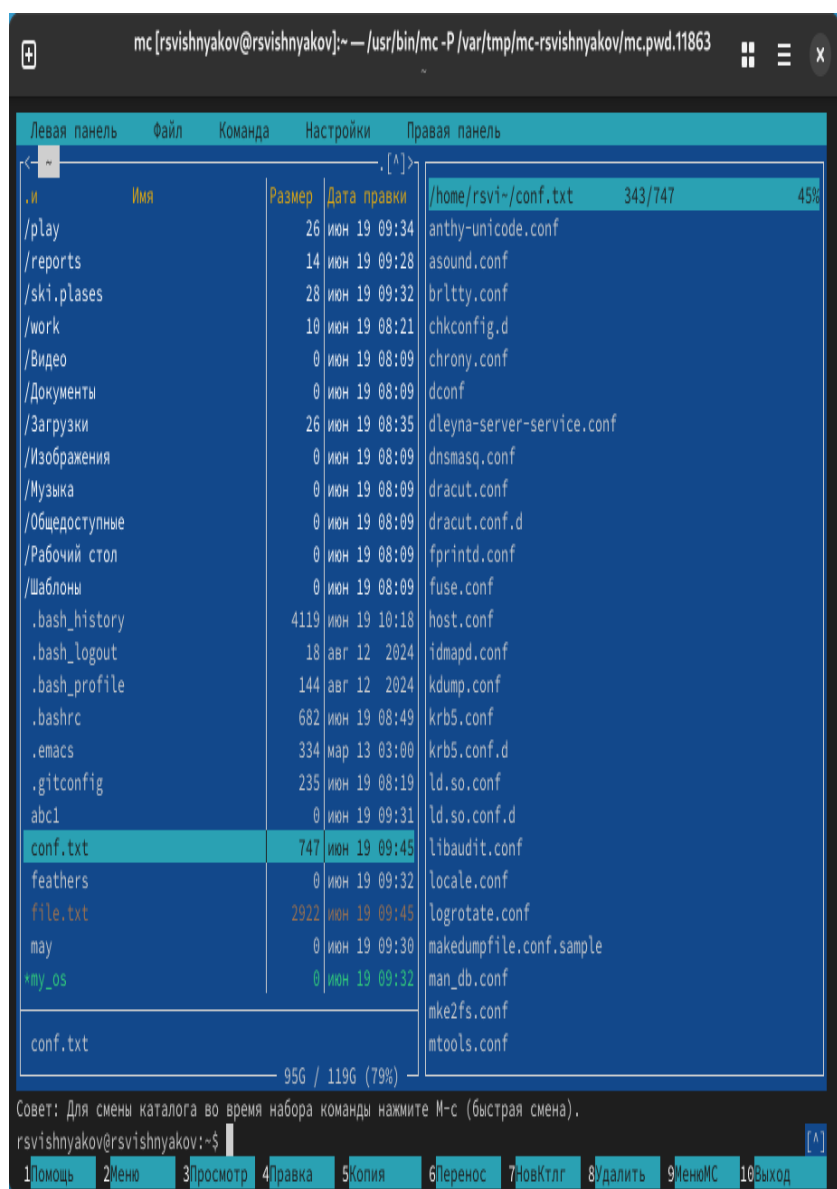 mc [rsvishnyakov@rsvishnyakov]:~ — /usr/bin/mc -P /var/tmp/mc-rsvishnyakov/mc.pwd.11863
~
Левая панель Файл Команда Настройки Правая панель
<- ~ .[^]>
.и Имя Размер Дата правки
/play 26 июн 19 09:34
/reports 14 июн 19 09:28
/ski.plases 28 июн 19 09:32
/work 10 июн 19 08:21
/Видео 0 июн 19 08:09
/Документы 0 июн 19 08:09
/Загрузки 26 июн 19 08:35
/Изображения 0 июн 19 08:09
/Музыка 0 июн 19 08:09
/Общедоступные 0 июн 19 08:09
/Рабочий стол 0 июн 19 08:09
/Шаблоны 0 июн 19 08:09
.bash_history 4119 июн 19 10:18
.bash_logout 18 авг 12 2024
.bash_profile 144 авг 12 2024
.bashrc 682 июн 19 08:49
.emacs 334 мар 13 03:00
.gitconfig 235 июн 19 08:19
abc1 0 июн 19 09:31
conf.txt 747 июн 19 09:45
feathers 0 июн 19 09:32
file.txt 2922 июн 19 09:45
may 0 июн 19 09:30
*my_os 0 июн 19 09:32
conf.txt
95G / 119G (79%)
/home/rsvi~/conf.txt 343/747 45%
anthy-unicode.conf
asound.conf
brltty.conf
chkconfig.d
chrony.conf
dconf
dleyna-server-service.conf
dnsmasq.conf
dracut.conf
dracut.conf.d
fprintd.conf
fuse.conf
host.conf
idmapd.conf
kdump.conf
krb5.conf
krb5.conf.d
ld.so.conf
ld.so.conf.d
libaudit.conf
locale.conf
logrotate.conf
makedumpfile.conf.sample
man_db.conf
mke2fs.conf
mtools.conf
Совет: Для смены каталога во время набора команды нажмите M-c (быстрая смена).
rsvishnyakov@rsvishnyakov:~$ [^]
1Помощь 2Меню 3Просмотр 4Правка 5Копия 6Перенос 7НовКтлг 8Удалить 9МенюMC 10Выход